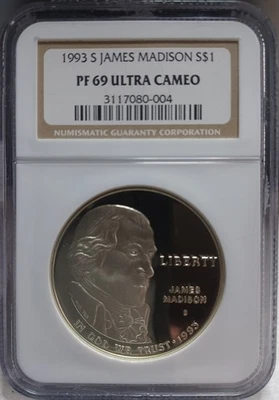 1993 S JAMES MADISON S$1
PF 69 ULTRA CAMEO
3117080-004
NUMISMATIC GUARANTY CORPORATION
LIBERTY
JAMES
MADISON
S
IN GOD WE TRUST • 1993